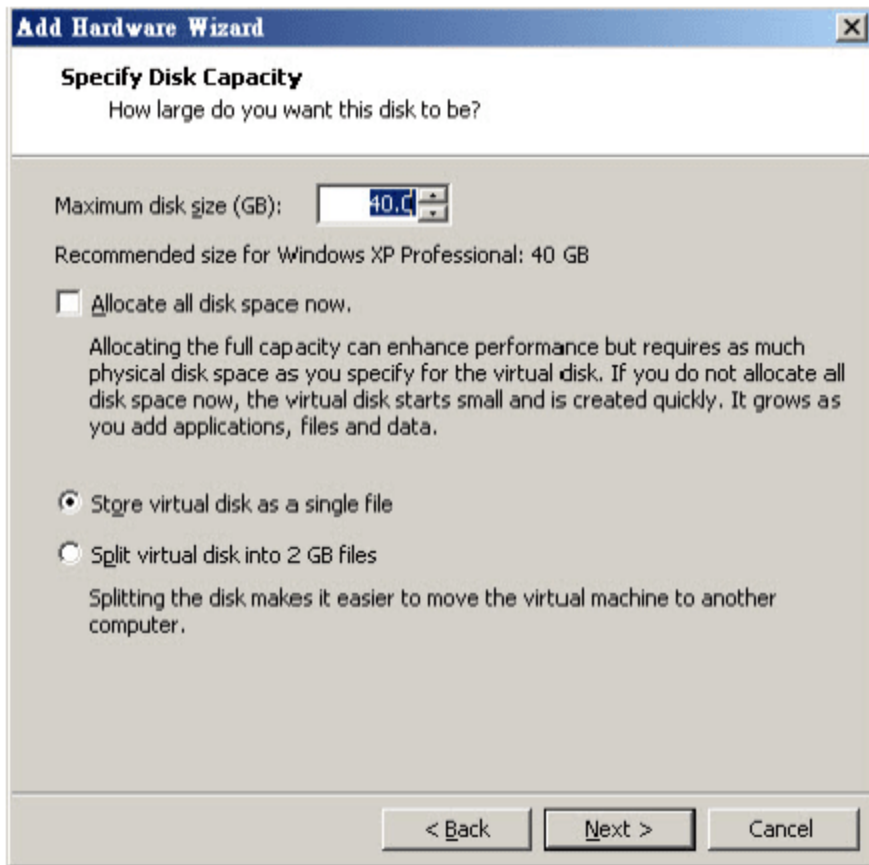 Add Hardware Wizard
Specify Disk Capacity
How large do you want this disk to be?
Maximum disk size (GB): 40.0
Recommended size for Windows XP Professional: 40 GB
Allocate all disk space now.
Allocating the full capacity can enhance performance but requires as much
physical disk space as you specify for the virtual disk. If you do not allocate all
disk space now, the virtual disk starts small and is created quickly. It grows as
you add applications, files and data.
Store virtual disk as a single file
Split virtual disk into 2 GB files
Splitting the disk makes it easier to move the virtual machine to another
computer.
< Back Next > Cancel